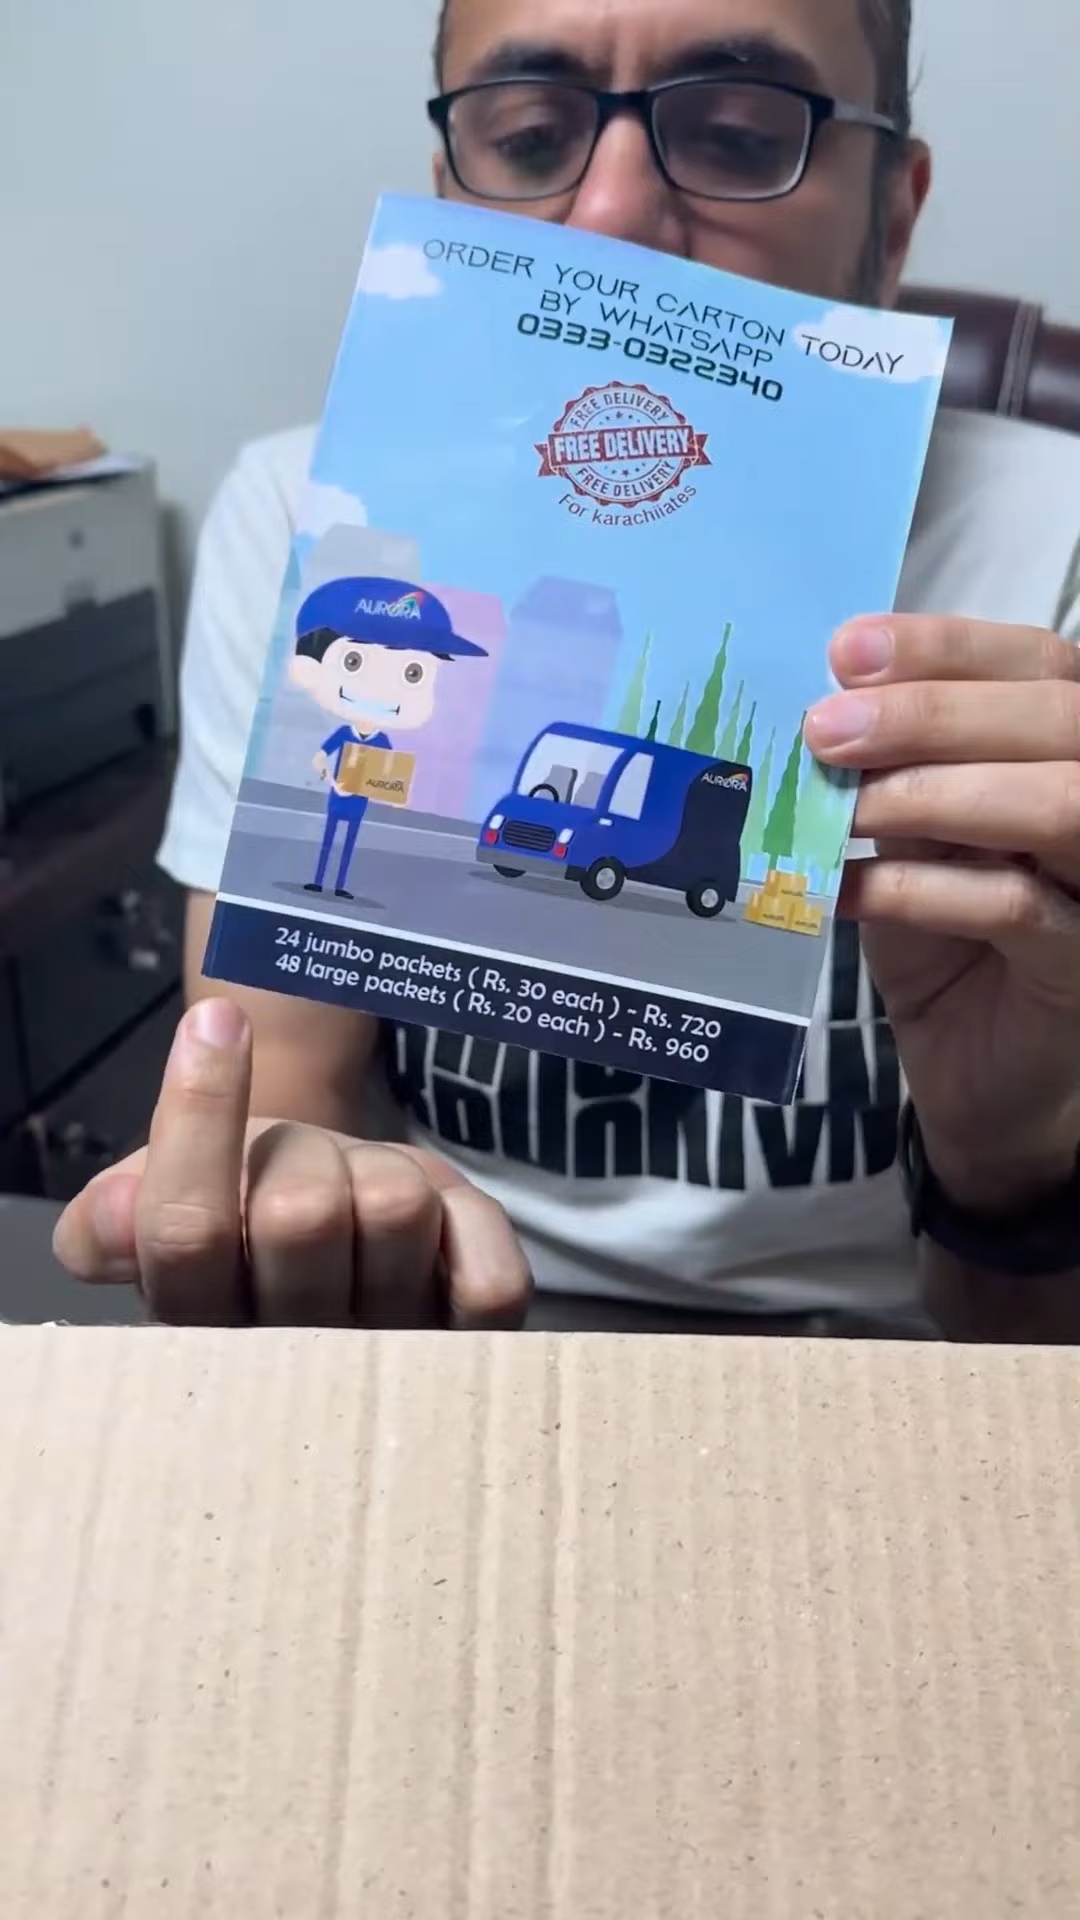 ORDER YOUR CARTON TODAY
BY WHATSAPP
0333-0322340
FREE DELIVERY
FREE DELIVERY
FREE DELIVERY
For karachiiates
AURORA
AURORA
AURORA
24 jumbo packets ( Rs. 30 each ) - Rs. 720
48 large packets ( Rs. 20 each ) - Rs. 960